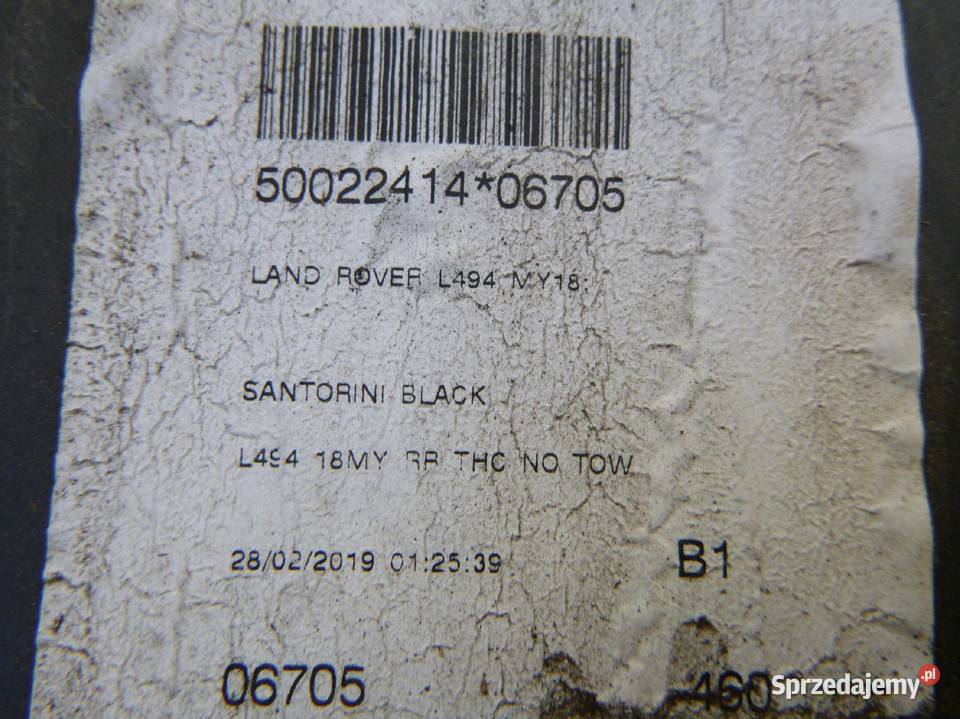 50022414*06705
LAND ROVER L494 MY18:
SANTORINI BLACK
L494 18MY RR THC NO TOW
28/02/2019 01:25:39
B1
06705
460
Sprzedajemy.pl